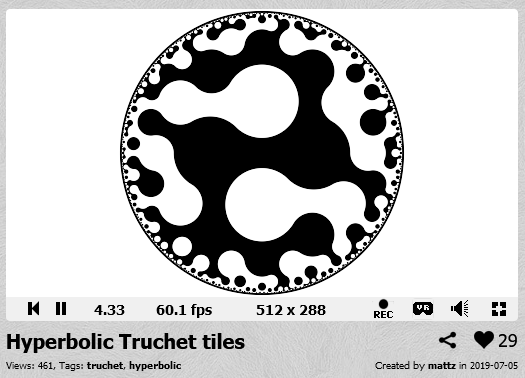 4.33 60.1 fps 512 x 288 REC VR
Hyperbolic Truchet tiles 29
Views: 461, Tags: truchet, hyperbolic Created by mattz in 2019-07-05